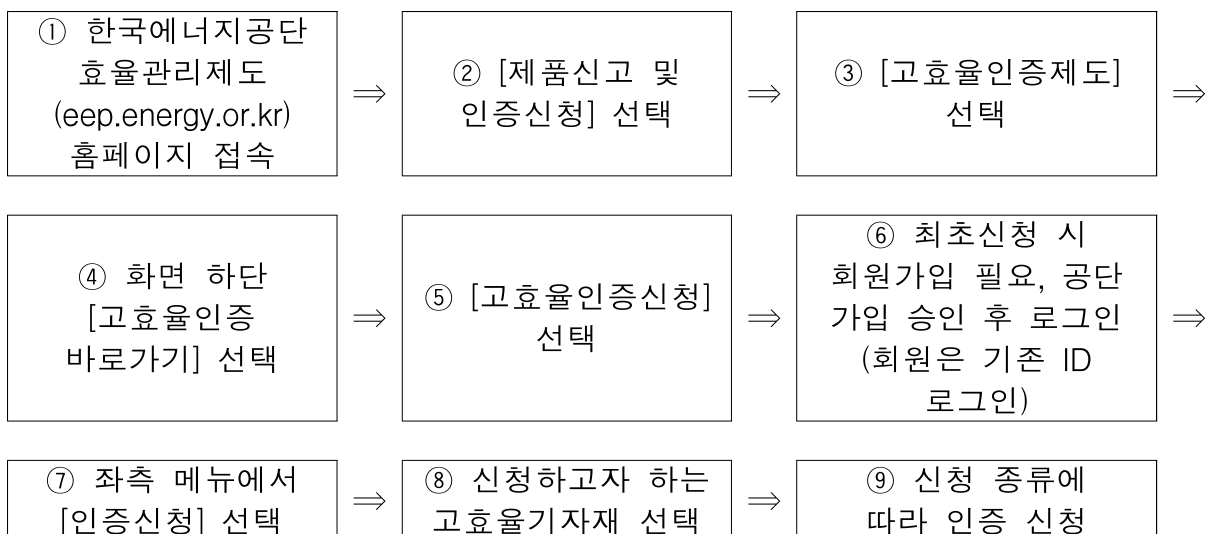 ① 한국에너지공단
효율관리제도
(eep.energy.or.kr)
홈페이지 접속
⇒
② [제품신고 및
인증신청] 선택
⇒
③ [고효율인증제도]
선택
⇒
④ 화면 하단
[고효율인증
바로가기] 선택
⇒
⑤ [고효율인증신청]
선택
⇒
⑥ 최초신청 시
회원가입 필요, 공단
가입 승인 후 로그인
(회원은 기존 ID
로그인)
⇒
⑦ 좌측 메뉴에서
[인증신청] 선택
⇒
⑧ 신청하고자 하는
고효율기자재 선택
⇒
⑨ 신청 종류에
따라 인증 신청